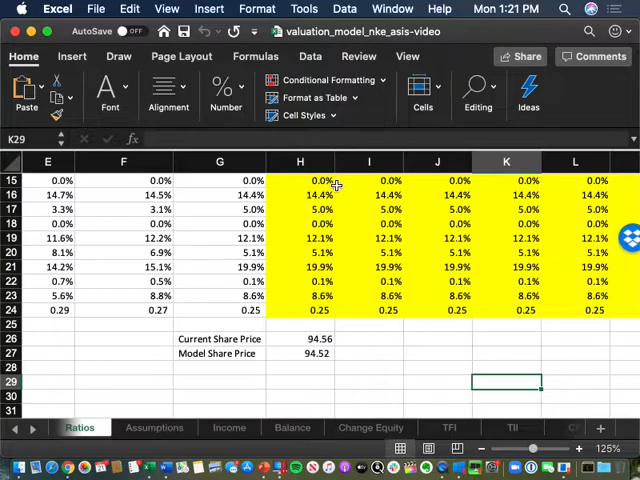 Excel File Edit View Insert Format Tools Data Window Help Mon 1:21 PM
AutoSave OFF valuation_model_nke_asis-video
Home Insert Draw Page Layout Formulas Data Review View Share Comments
Paste Font Alignment Number Conditional Formatting Format as Table Cell Styles Cells Editing Ideas
K29 fx
E F G H I J K L
15 0.0% 0.0% 0.0% 0.0% 0.0% 0.0% 0.0% 0.0%
16 14.7% 14.5% 14.4% 14.4% 14.4% 14.4% 14.4% 14.4%
17 3.3% 3.1% 5.0% 5.0% 5.0% 5.0% 5.0% 5.0%
18 0.0% 0.0% 0.0% 0.0% 0.0% 0.0% 0.0% 0.0%
19 11.6% 12.2% 12.1% 12.1% 12.1% 12.1% 12.1% 12.1%
20 8.1% 6.9% 5.1% 5.1% 5.1% 5.1% 5.1% 5.1%
21 14.2% 15.1% 19.9% 19.9% 19.9% 19.9% 19.9% 19.9%
22 0.7% 0.5% 0.1% 0.1% 0.1% 0.1% 0.1% 0.1%
23 5.6% 8.8% 8.6% 8.6% 8.6% 8.6% 8.6% 8.6%
24 0.29 0.27 0.25 0.25 0.25 0.25 0.25 0.25
25
26 Current Share Price 94.56
27 Model Share Price 94.52
28
29
30
31
Ratios Assumptions Income Balance Change Equity TFI TII CF
125%